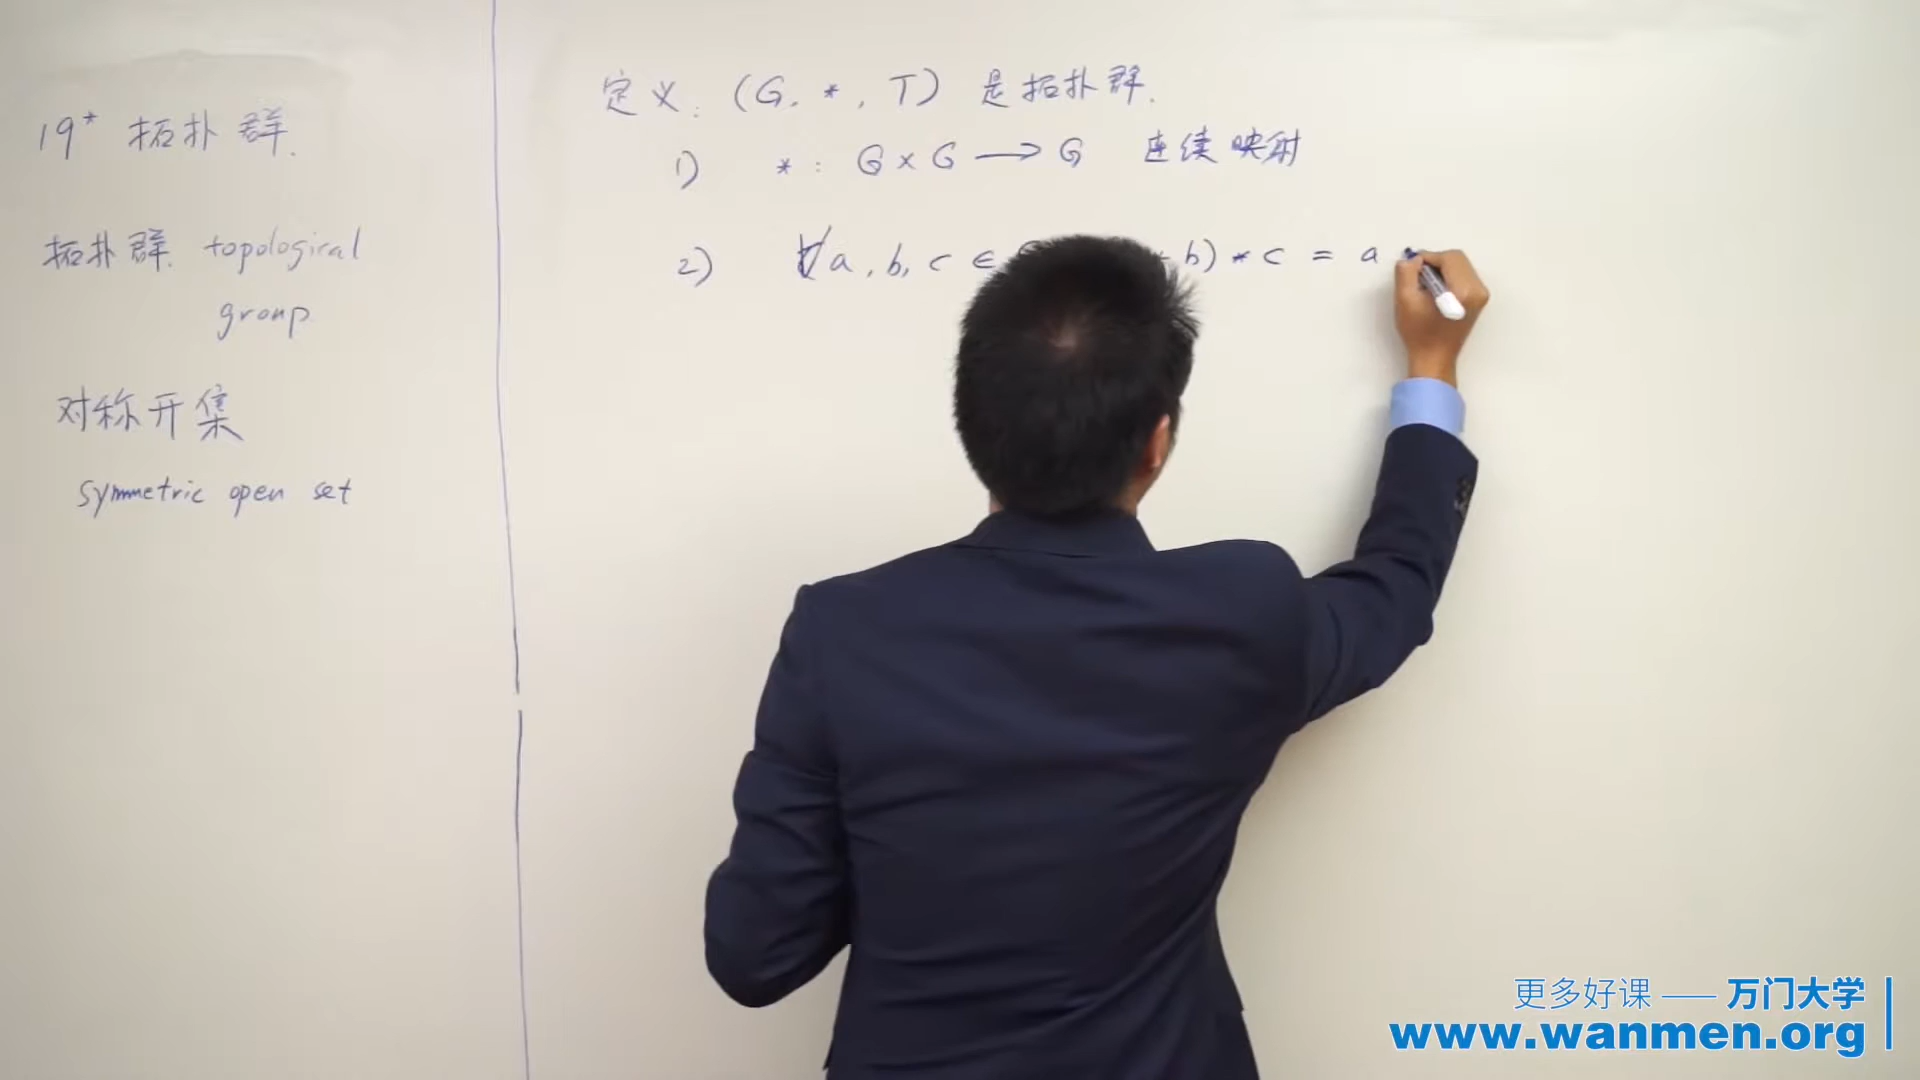 19* 拓扑群.
拓扑群. topological
group
对称开集
symmetric open set
定义: (G, *, T) 是拓扑群.
1) *: G × G → G 连续映射
2) ∀ a, b, c ∈ b) * c = a
更多好课 —— 万门大学
www.wanmen.org